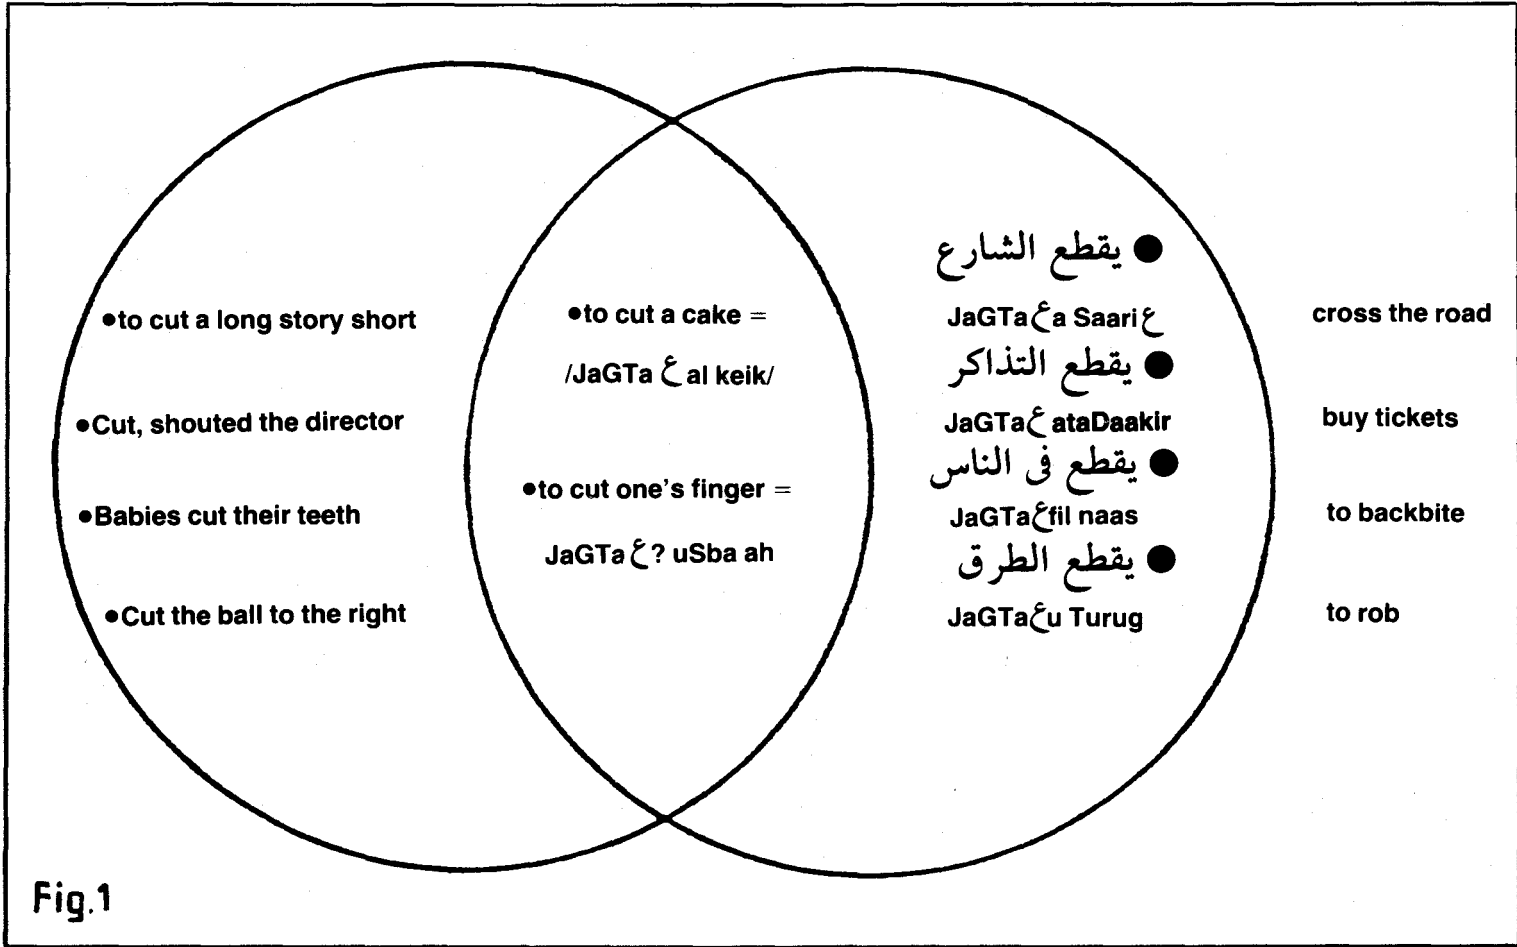 ●to cut a long story short
●Cut, shouted the director
●Babies cut their teeth
●Cut the ball to the right
●to cut a cake =
/JaGTa ع al keik/
●to cut one's finger =
JaGTa ع ? uSba ah
● يقطع الشارع
JaGTa ع a Saari ع
cross the road
● يقطع التذاكر
JaGTa ع ataDaakir
buy tickets
● يقطع فى الناس
JaGTa ع fil naas
to backbite
● يقطع الطرق
JaGTa ع u Turug
to rob
Fig.1